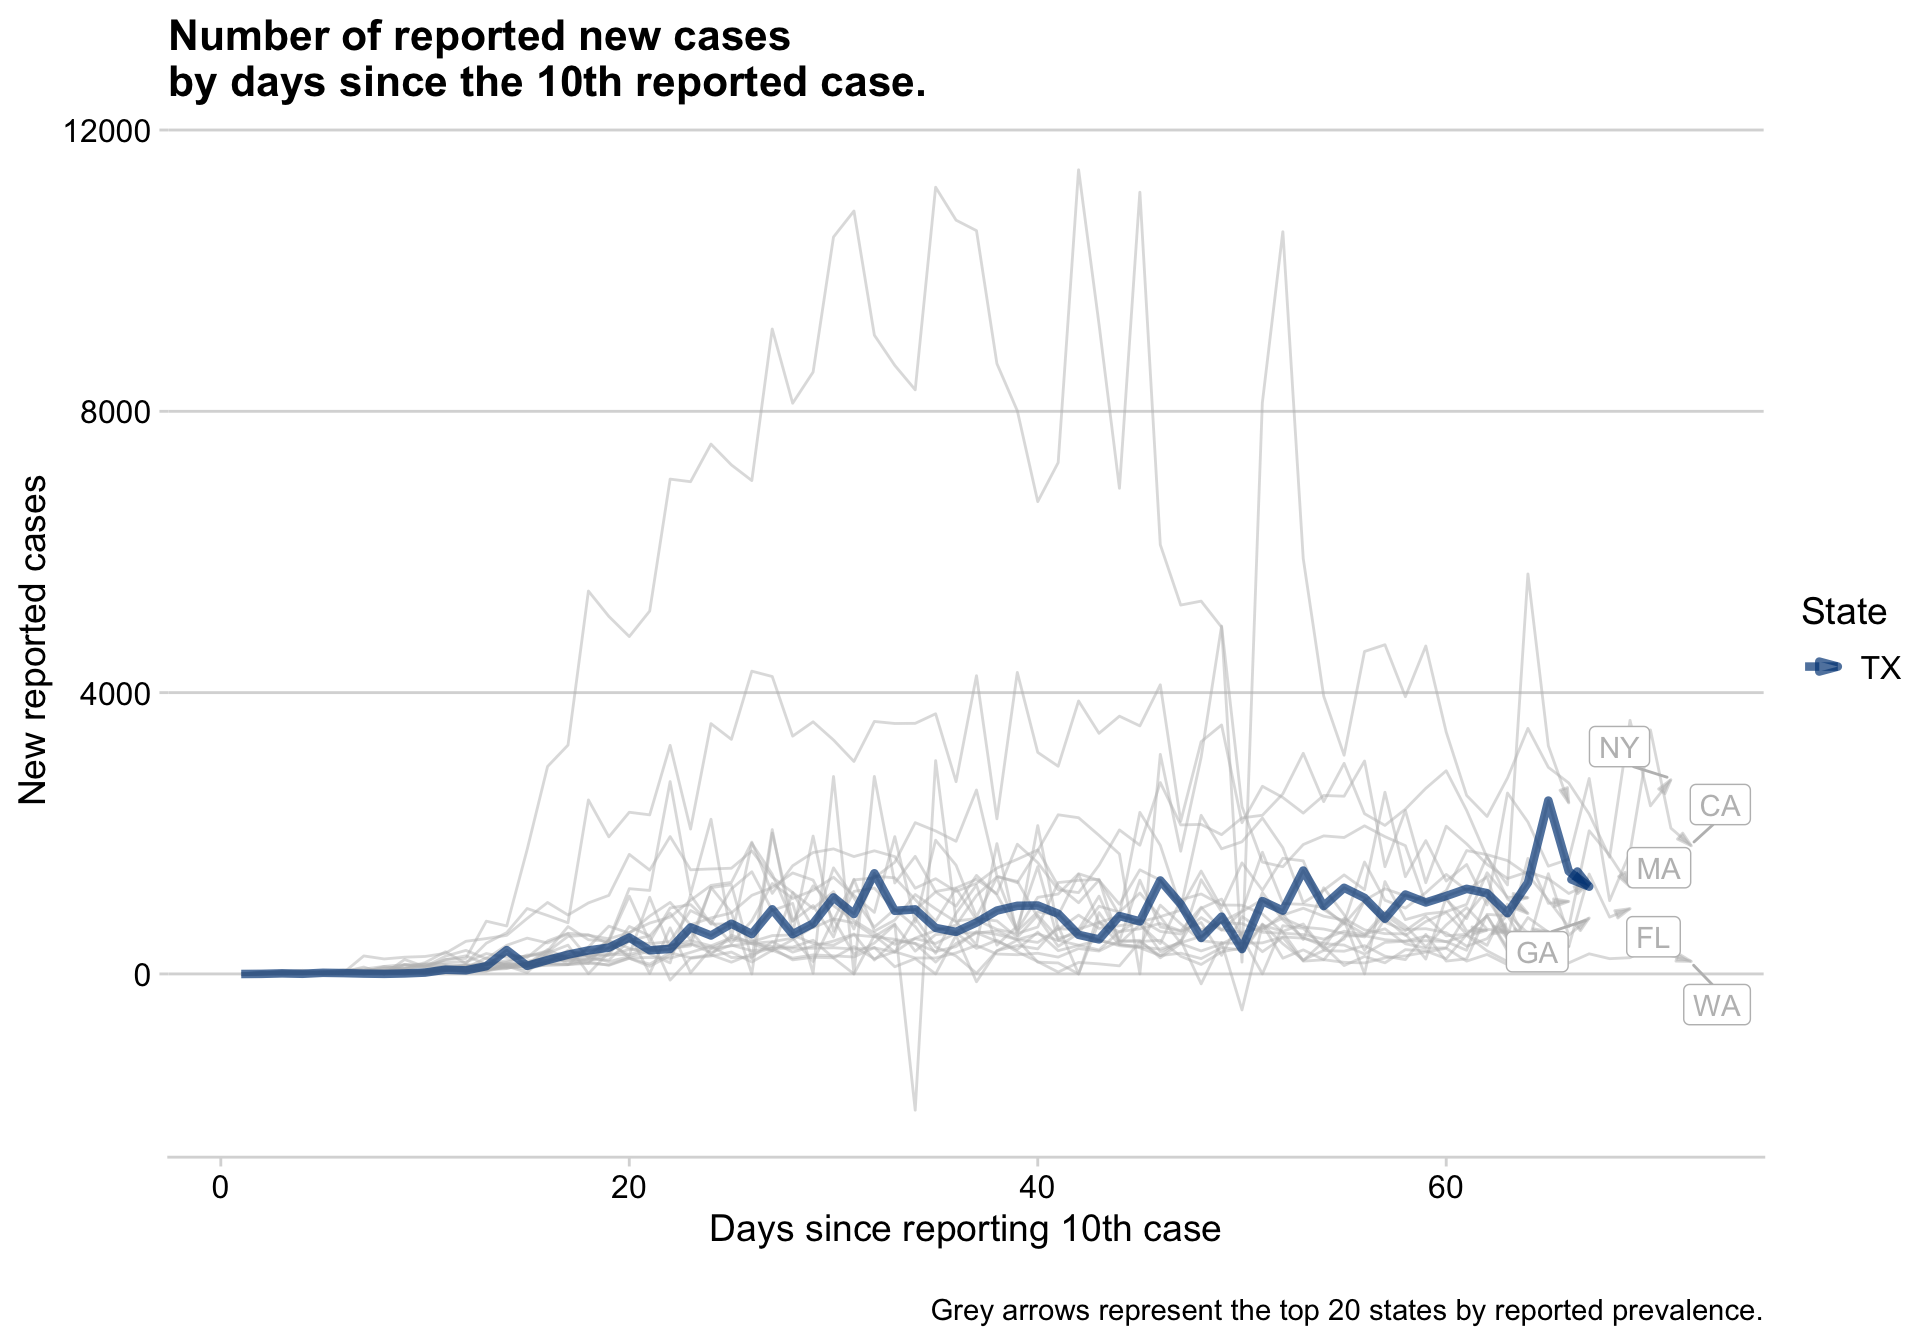 Number of reported new cases
by days since the 10th reported case.
12000
8000
4000
0
New reported cases
NY
CA
MA
GA
FL
WA
State
TX
0 20 40 60
Days since reporting 10th case
Grey arrows represent the top 20 states by reported prevalence.